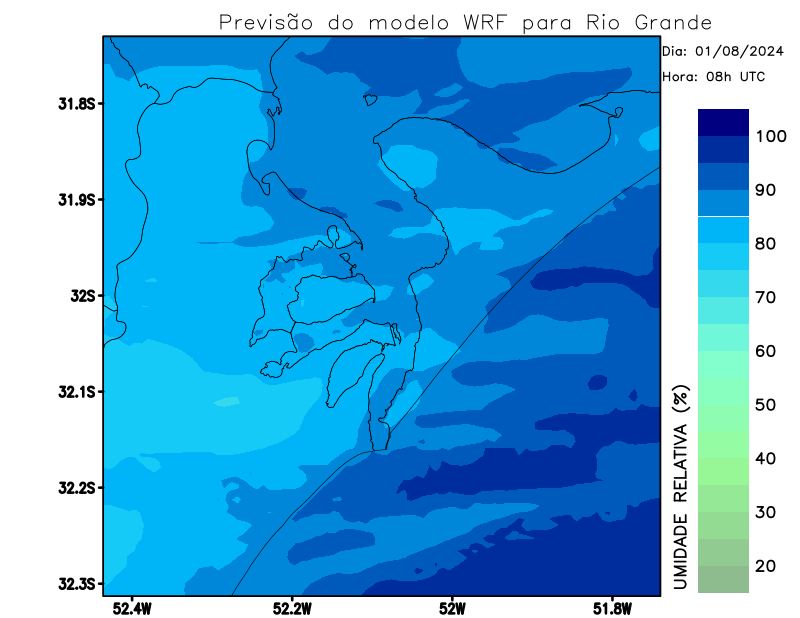 Previsão do modelo WRF para Rio Grande
Dia: 01/08/2024
Hora: 08h UTC
31.8S
31.9S
32S
32.1S
32.2S
32.3S
52.4W
52.2W
52W
51.8W
UMIDADE RELATIVA (%)
100
90
80
70
60
50
40
30
20